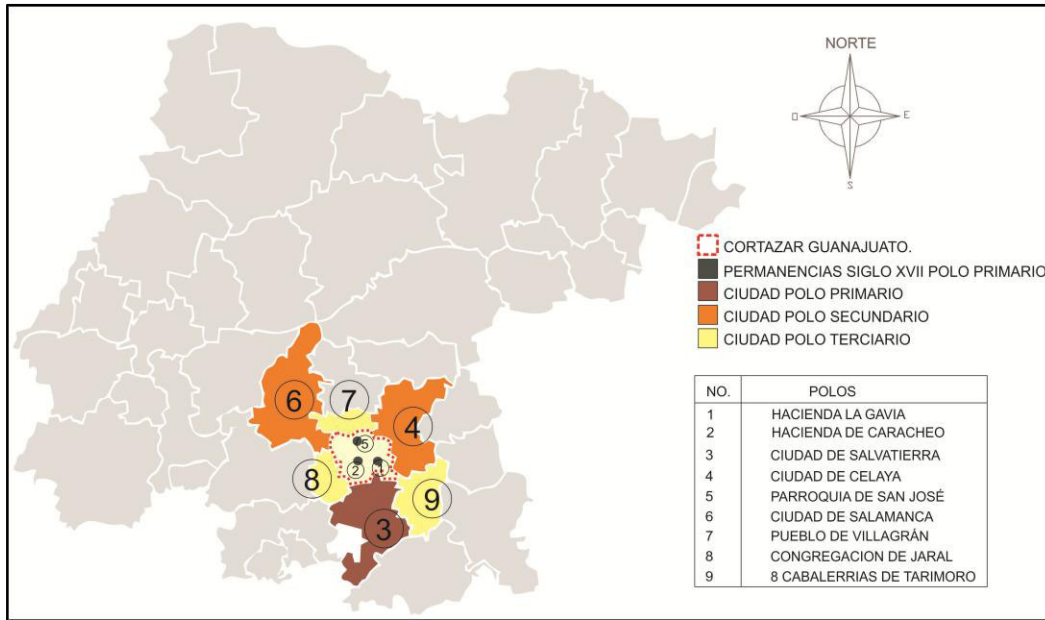 NORTE
O
E
S
CORTAZAR GUANAJUATO.
PERMANENCIAS SIGLO XVII POLO PRIMARIO
CIUDAD POLO PRIMARIO
CIUDAD POLO SECUNDARIO
CIUDAD POLO TERCIARIO
6
7
4
5
2
1
8
9
3
NO. POLOS
1 HACIENDA LA GAVIA
2 HACIENDA DE CARACHEO
3 CIUDAD DE SALVATIERRA
4 CIUDAD DE CELAYA
5 PARROQUIA DE SAN JOSÉ
6 CIUDAD DE SALAMANCA
7 PUEBLO DE VILLAGRÁN
8 CONGREGACION DE JARAL
9 8 CABALERRIAS DE TARIMORO